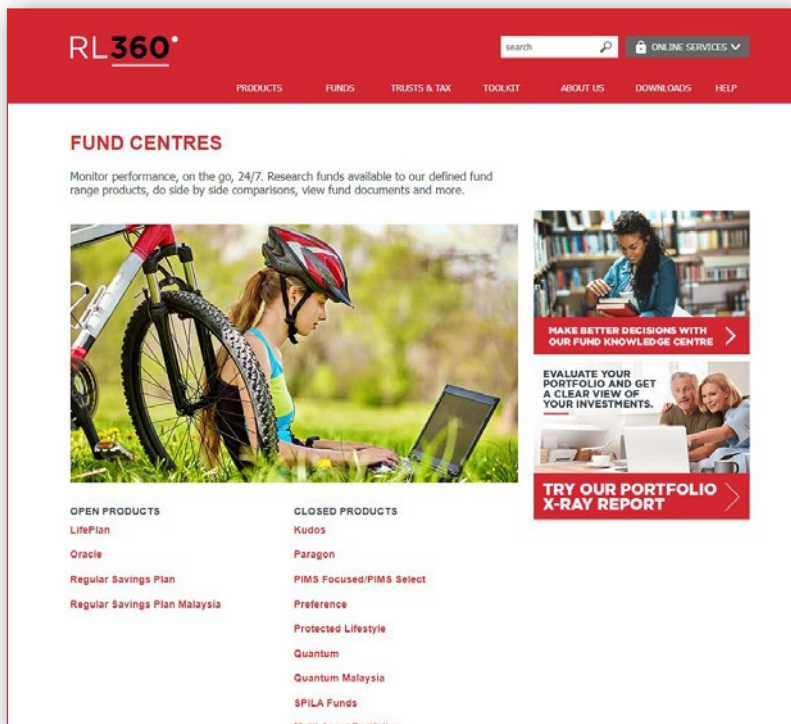 RL360°
search
ONLINE SERVICES
PRODUCTS FUNDS TRUSTS & TAX TOOLKIT ABOUT US DOWNLOADS HELP
FUND CENTRES
Monitor performance, on the go, 24/7. Research funds available to our defined fund
range products, do side by side comparisons, view fund documents and more.
MAKE BETTER DECISIONS WITH
OUR FUND KNOWLEDGE CENTRE
EVALUATE YOUR
PORTFOLIO AND GET
A CLEAR VIEW OF
YOUR INVESTMENTS.
TRY OUR PORTFOLIO
X-RAY REPORT
OPEN PRODUCTS
LifePlan
Oracle
Regular Savings Plan
Regular Savings Plan Malaysia
CLOSED PRODUCTS
Kudos
Paragon
PIMS Focused/PIMS Select
Preference
Protected Lifestyle
Quantum
Quantum Malaysia
SPILA Funds